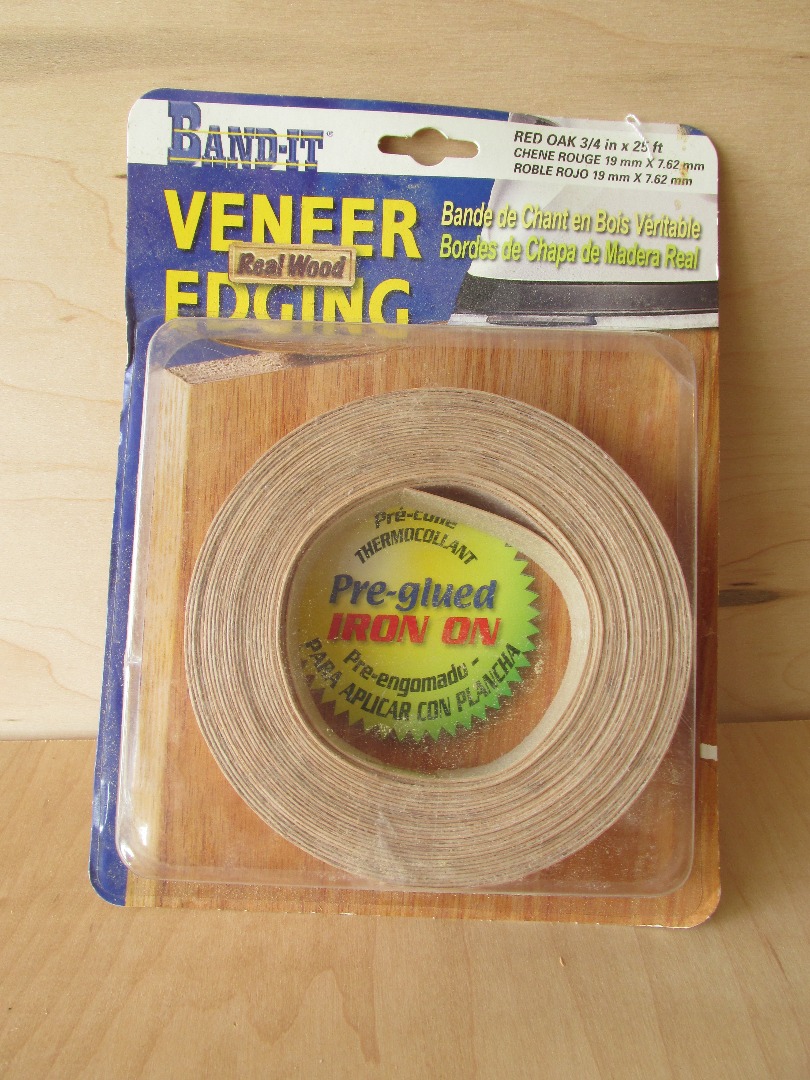 BAND-IT®
RED OAK 3/4 in x 25 ft
CHENE ROUGE 19 mm X 7.62 mm
ROBLE ROJO 19 mm X 7.62 mm
VENEER
Real Wood
EDGING
Bande de Chant en Bois Véritable
Bordes de Chapa de Madera Real
Pré-collé
THERMOCOLLANT
Pre-glued
IRON ON
Pre-engomado -
PARA APLICAR CON PLANCHA